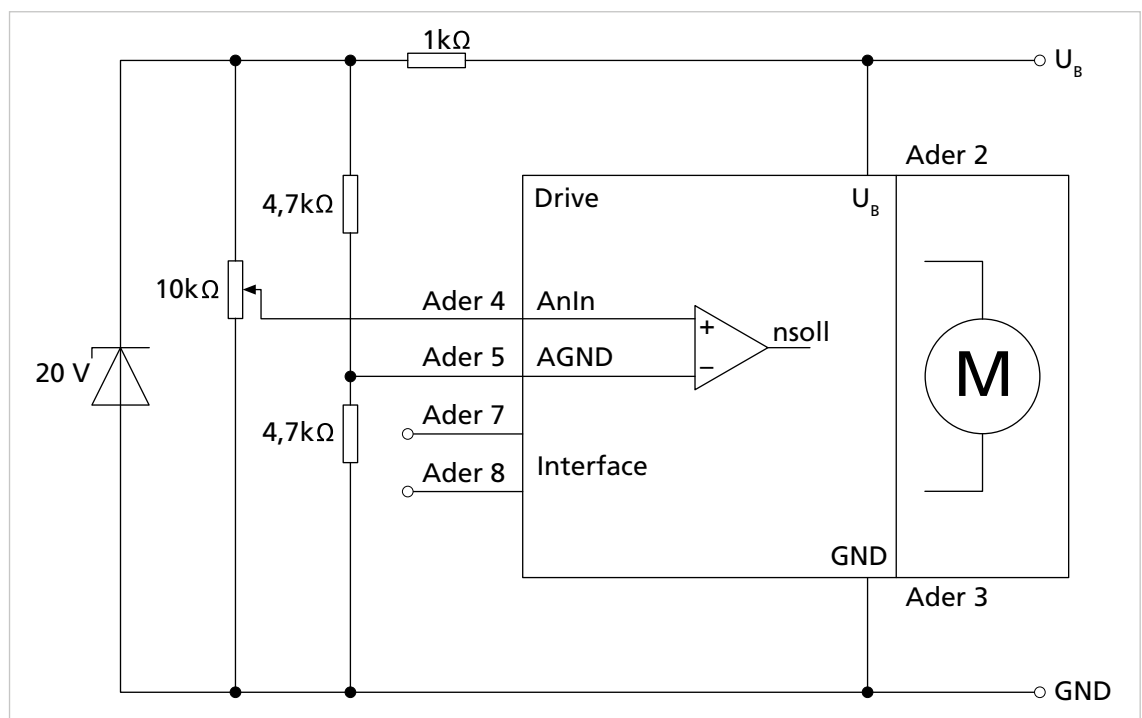 1kΩ
U_B
Ader 2
4,7kΩ
Drive
U_B
10kΩ
Ader 4
AnIn
+
nsoll
20 V
Ader 5
AGND
−
M
4,7kΩ
Ader 7
Ader 8
Interface
GND
Ader 3
GND